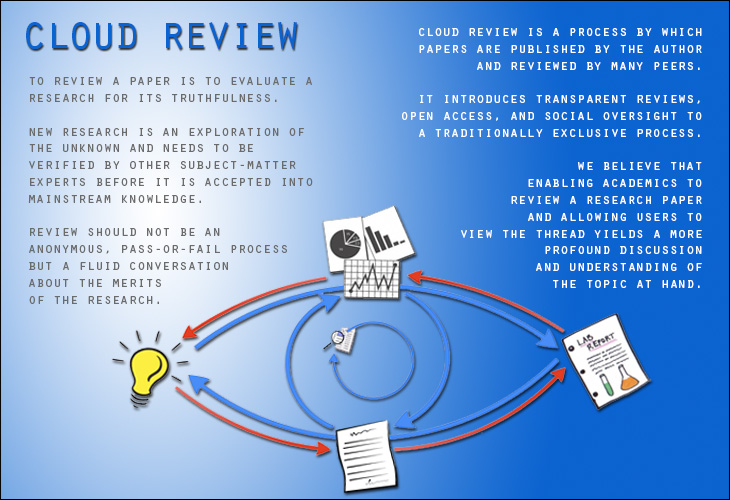 CLOUD REVIEW
TO REVIEW A PAPER IS TO EVALUATE A
RESEARCH FOR ITS TRUTHFULNESS.
NEW RESEARCH IS AN EXPLORATION OF
THE UNKNOWN AND NEEDS TO BE
VERIFIED BY OTHER SUBJECT-MATTER
EXPERTS BEFORE IT IS ACCEPTED INTO
MAINSTREAM KNOWLEDGE.
REVIEW SHOULD NOT BE AN
ANONYMOUS, PASS-OR-FAIL PROCESS
BUT A FLUID CONVERSATION
ABOUT THE MERITS
OF THE RESEARCH.
CLOUD REVIEW IS A PROCESS BY WHICH
PAPERS ARE PUBLISHED BY THE AUTHOR
AND REVIEWED BY MANY PEERS.
IT INTRODUCES TRANSPARENT REVIEWS,
OPEN ACCESS, AND SOCIAL OVERSIGHT TO
A TRADITIONALLY EXCLUSIVE PROCESS.
WE BELIEVE THAT
ENABLING ACADEMICS TO
REVIEW A RESEARCH PAPER
AND ALLOWING USERS TO
VIEW THE THREAD YIELDS A MORE
PROFOUND DISCUSSION
AND UNDERSTANDING OF
THE TOPIC AT HAND.
LAB
REPORT